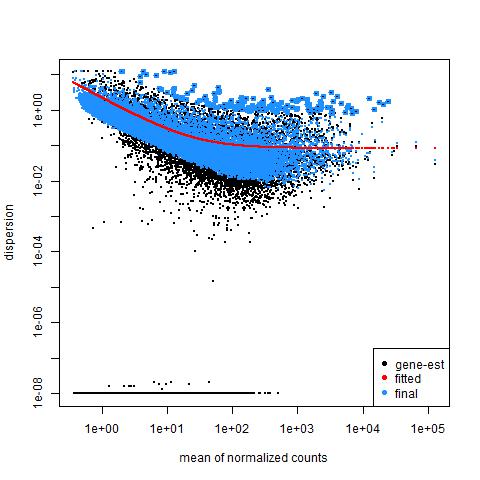 dispersion
1e+00
1e-02
1e-04
1e-06
1e-08
gene-est
fitted
final
1e+00 1e+01 1e+02 1e+03 1e+04 1e+05
mean of normalized counts